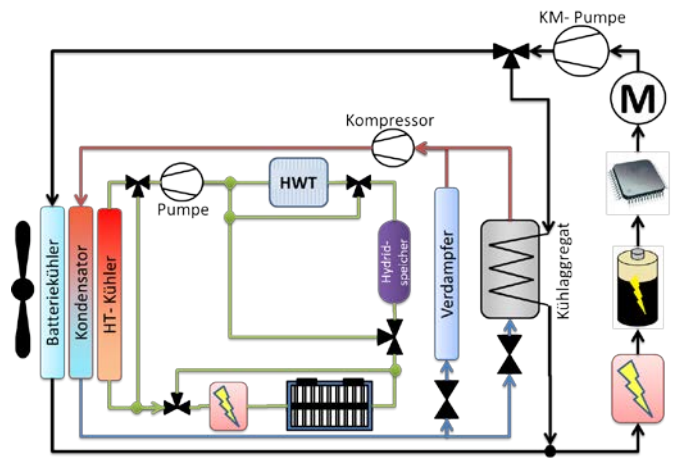 KM- Pumpe
M
Kompressor
Pumpe
HWT
Hydrid-
speicher
Batteriekühler
Kondensator
HT- Kühler
Verdampfer
Kühlaggregat